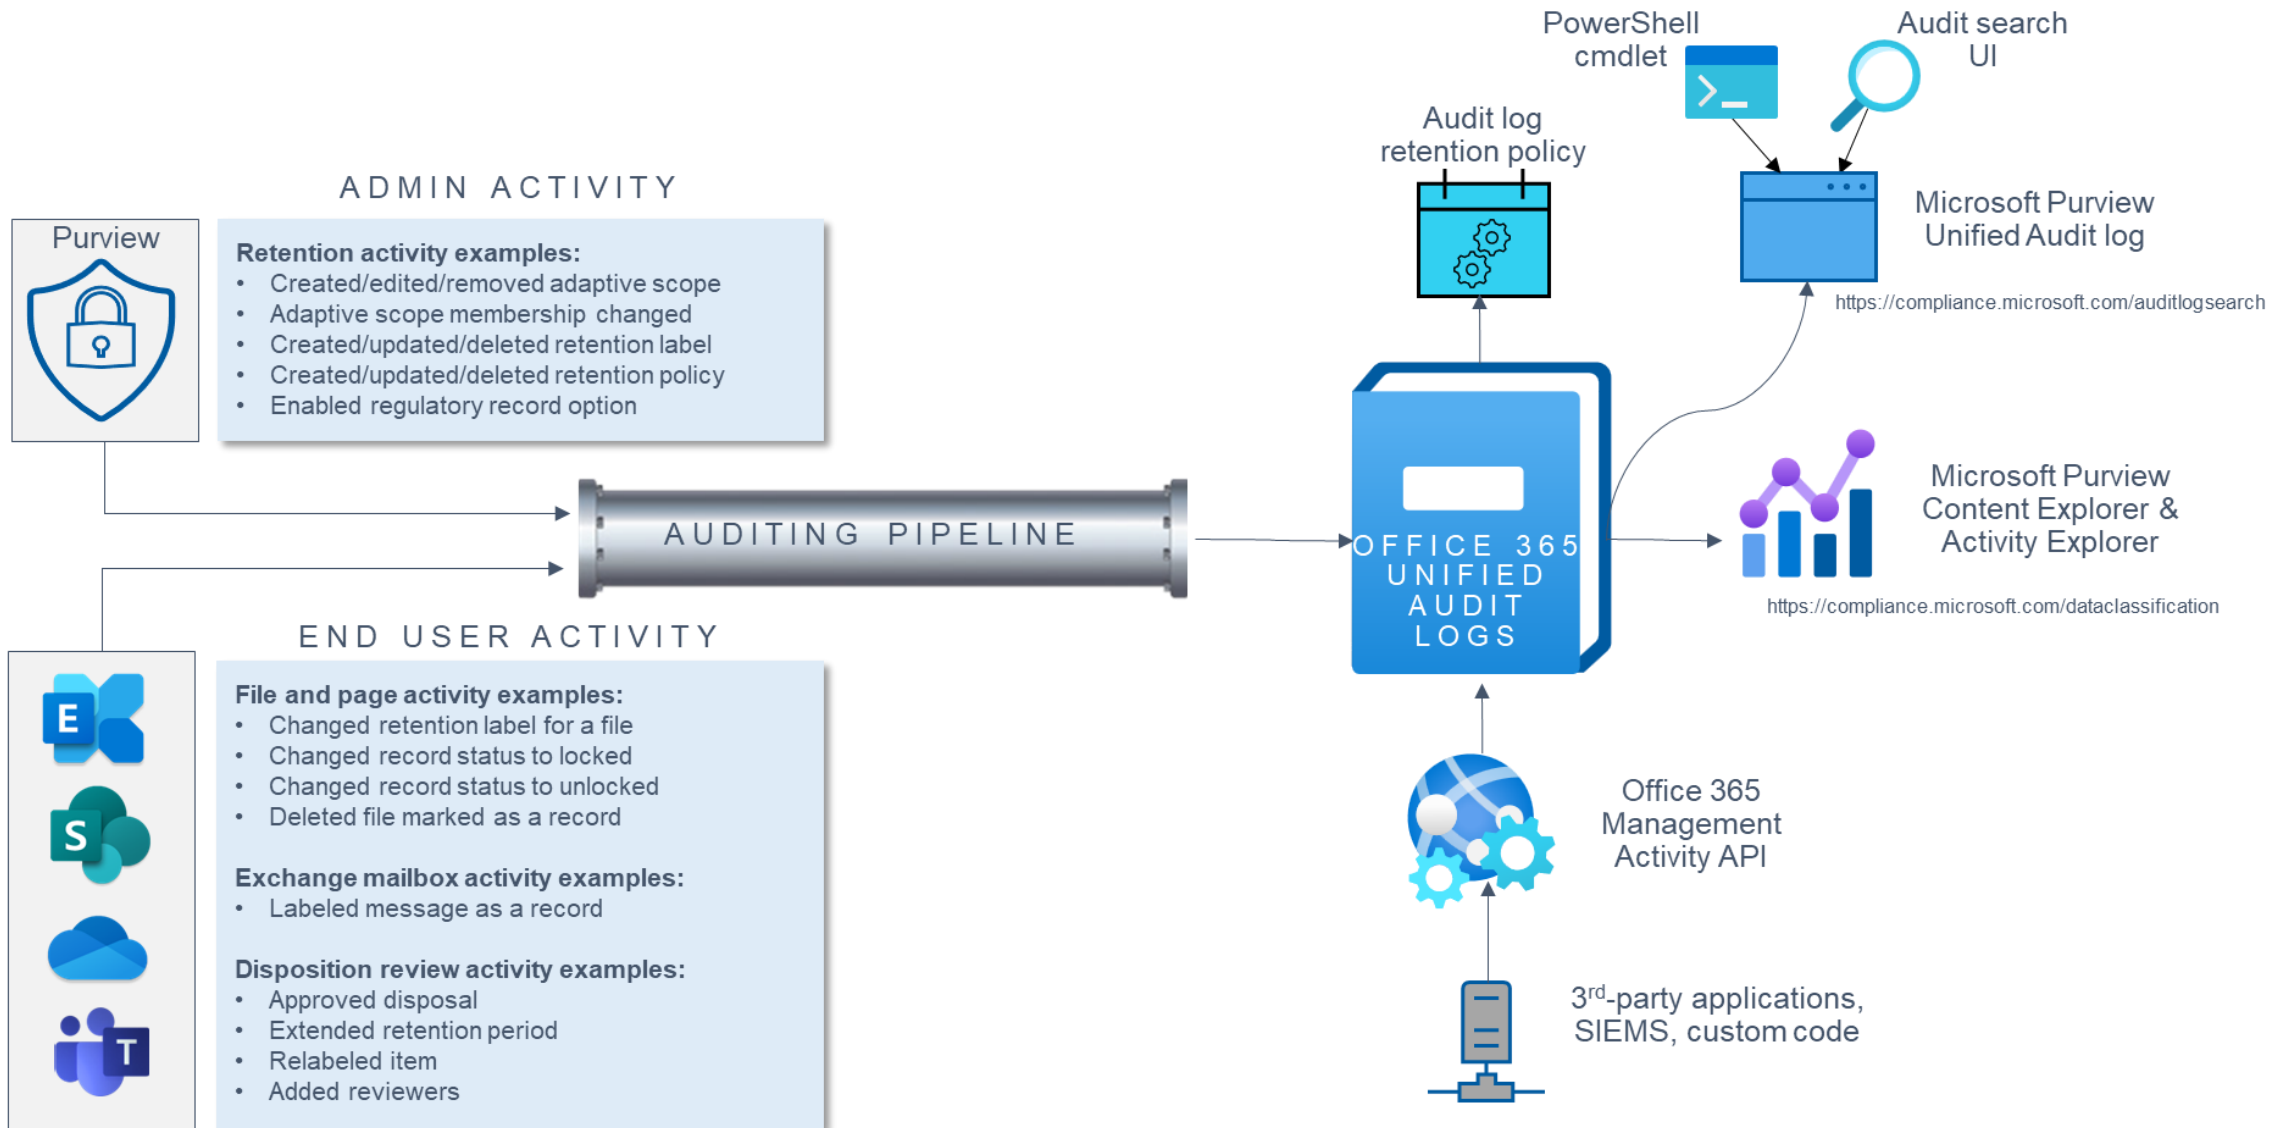 PowerShell
cmdlet
Audit search
UI
Audit log
retention policy
Microsoft Purview
Unified Audit log
https://compliance.microsoft.com/auditlogsearch
ADMIN ACTIVITY
Purview
Retention activity examples:
• Created/edited/removed adaptive scope
• Adaptive scope membership changed
• Created/updated/deleted retention label
• Created/updated/deleted retention policy
• Enabled regulatory record option
AUDITING PIPELINE
OFFICE 365
UNIFIED
AUDIT
LOGS
Microsoft Purview
Content Explorer &
Activity Explorer
https://compliance.microsoft.com/dataclassification
END USER ACTIVITY
E
S
T
File and page activity examples:
• Changed retention label for a file
• Changed record status to locked
• Changed record status to unlocked
• Deleted file marked as a record
Exchange mailbox activity examples:
• Labeled message as a record
Disposition review activity examples:
• Approved disposal
• Extended retention period
• Relabeled item
• Added reviewers
Office 365
Management
Activity API
3rd-party applications,
SIEMS, custom code